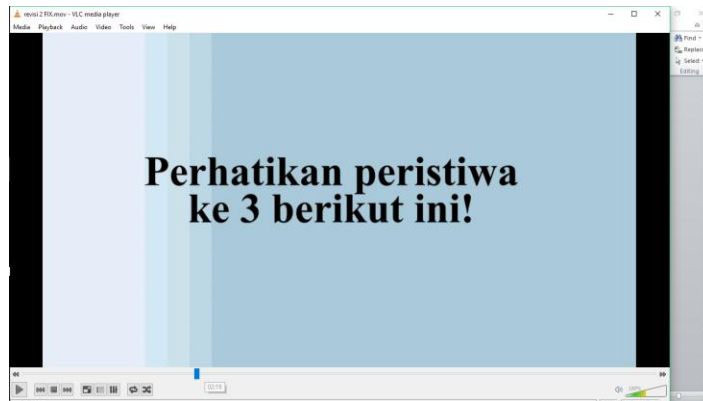 revisi 2 FIX.mov - VLC media player
Media Playback Audio Video Tools View Help
Find
Replace
Select
Editing
Perhatikan peristiwa
ke 3 berikut ini!